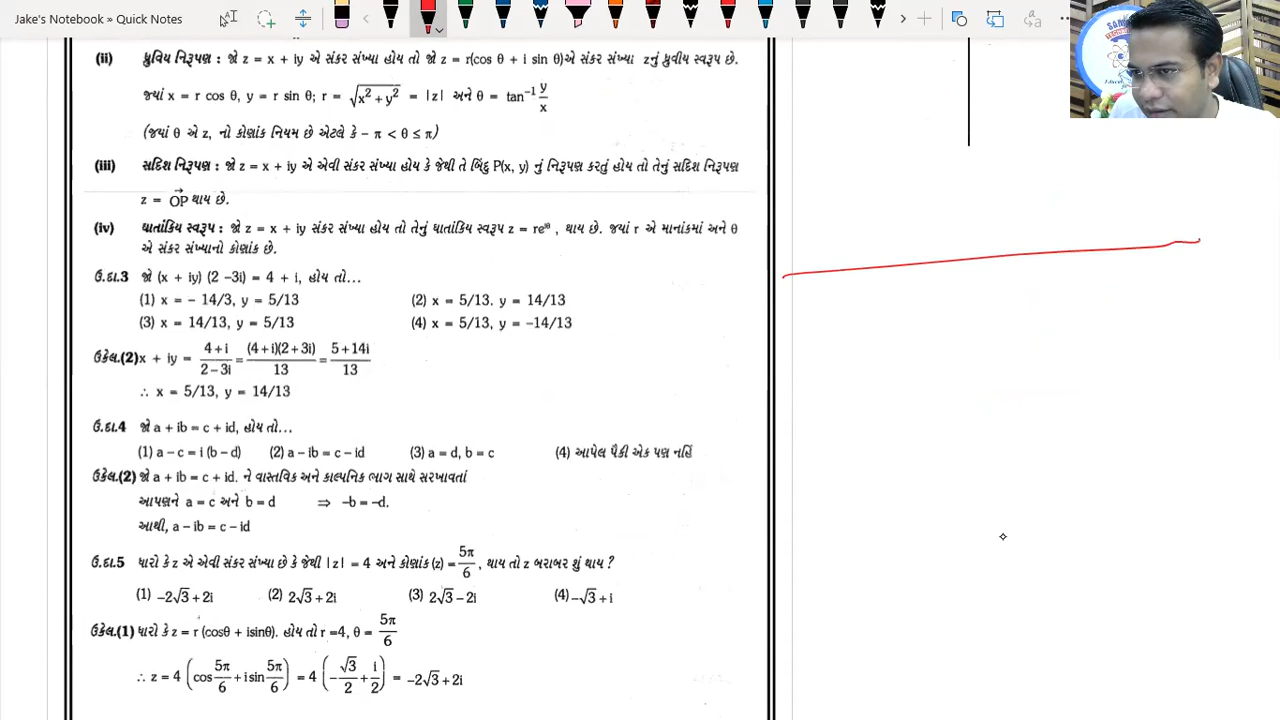 Jake's Notebook » Quick Notes
(ii) ધ્રુવિય નિરૂપણ : જો z = x + iy એ સંકર સંખ્યા હોય તો જો z = r(cos θ + i sin θ)એ સંકર સંખ્યા zનું ધ્રુવીય સ્વરૂપ છે.
જ્યાં x = r cos θ, y = r sin θ; r = √(x² + y²) = |z| અને θ = tan⁻¹ y/x
(જ્યાં θ એ z, નો કોણાંક નિયમ છે એટલે કે – π < θ ≤ π)
(iii) સદિશ નિરૂપણ : જો z = x + iy એ એવી સંકર સંખ્યા હોય કે જેથી તે બિંદુ P(x, y) નું નિરૂપણ કરતું હોય તો તેનું સદિશ નિરૂપણ
z = OP→ થાય છે.
(iv) ઘાતાંકિય સ્વરૂપ : જો z = x + iy સંકર સંખ્યા હોય તો તેનું ઘાતાંકિય સ્વરૂપ z = re^iθ , થાય છે. જ્યાં r એ માનાંકમાં અને θ
એ સંકર સંખ્યાનો કોણાંક છે.
ઉ.દા.3 જો (x + iy) (2 –3i) = 4 + i, હોય તો...
(1) x = – 14/3, y = 5/13 (2) x = 5/13. y = 14/13
(3) x = 14/13, y = 5/13 (4) x = 5/13, y = –14/13
ઉકેલ.(2) x + iy = (4 + i)/(2 – 3i) = (4 + i)(2 + 3i)/13 = (5 + 14i)/13
∴ x = 5/13, y = 14/13
ઉ.દા.4 જો a + ib = c + id, હોય તો...
(1) a – c = i (b – d) (2) a – ib = c – id (3) a = d, b = c (4) આપેલ પૈકી એક પણ નહિં
ઉકેલ.(2) જો a + ib = c + id. ને વાસ્તવિક અને કાલ્પનિક ભાગ સાથે સરખાવતાં
આપણને a = c અને b = d ⇒ –b = –d.
આથી, a – ib = c – id
ઉ.દા.5 ધારો કે z એ એવી સંકર સંખ્યા છે કે જેથી |z| = 4 અને કોણાંક (z) = 5π/6 , થાય તો z બરાબર શું થાય ?
(1) –2√3 + 2i (2) 2√3 + 2i (3) 2√3 – 2i (4) –√3 + i
ઉકેલ.(1) ધારો કે z = r (cosθ + isinθ). હોય તો r =4, θ = 5π/6
∴ z = 4 (cos 5π/6 + i sin 5π/6) = 4 (–√3/2 + i/2) = –2√3 + 2i